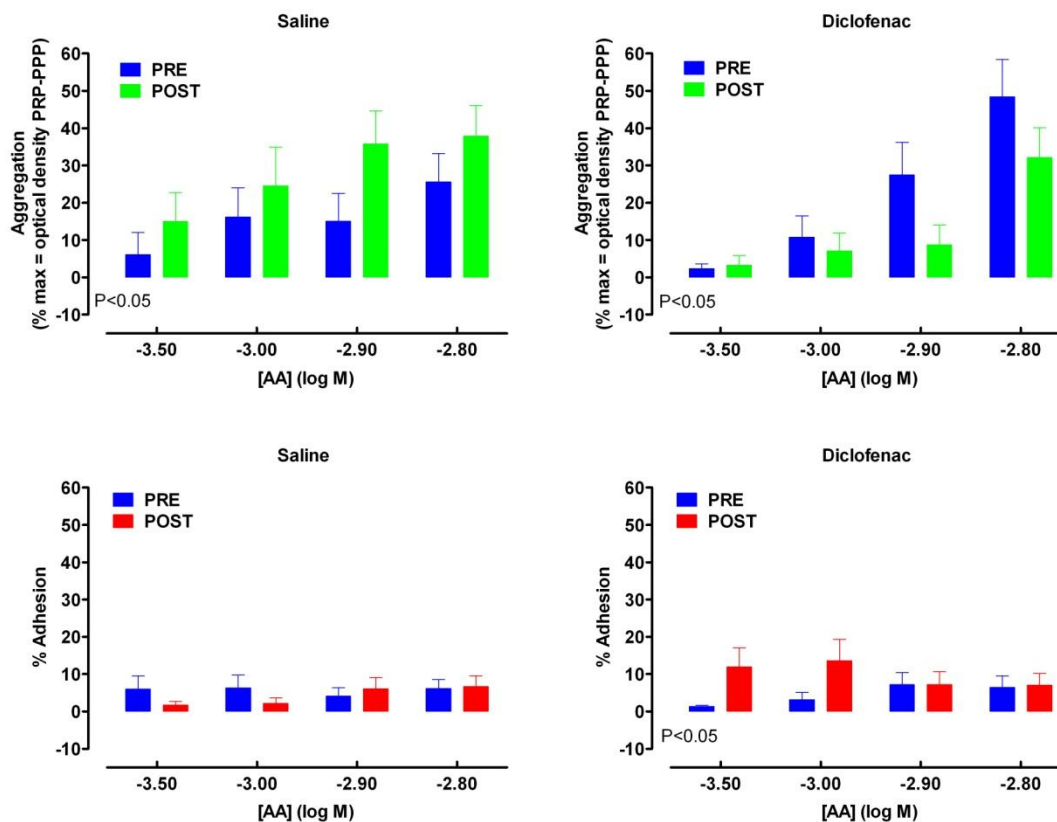 Saline
Aggregation
(% max = optical density PRP-PPP)
60
50
40
30
20
10
0
-10
PRE
POST
P<0.05
-3.50 -3.00 -2.90 -2.80
[AA] (log M)
Diclofenac
Aggregation
(% max = optical density PRP-PPP)
60
50
40
30
20
10
0
-10
PRE
POST
P<0.05
-3.50 -3.00 -2.90 -2.80
[AA] (log M)
Saline
% Adhesion
60
50
40
30
20
10
0
-10
PRE
POST
-3.50 -3.00 -2.90 -2.80
[AA] (log M)
Diclofenac
% Adhesion
60
50
40
30
20
10
0
-10
PRE
POST
P<0.05
-3.50 -3.00 -2.90 -2.80
[AA] (log M)